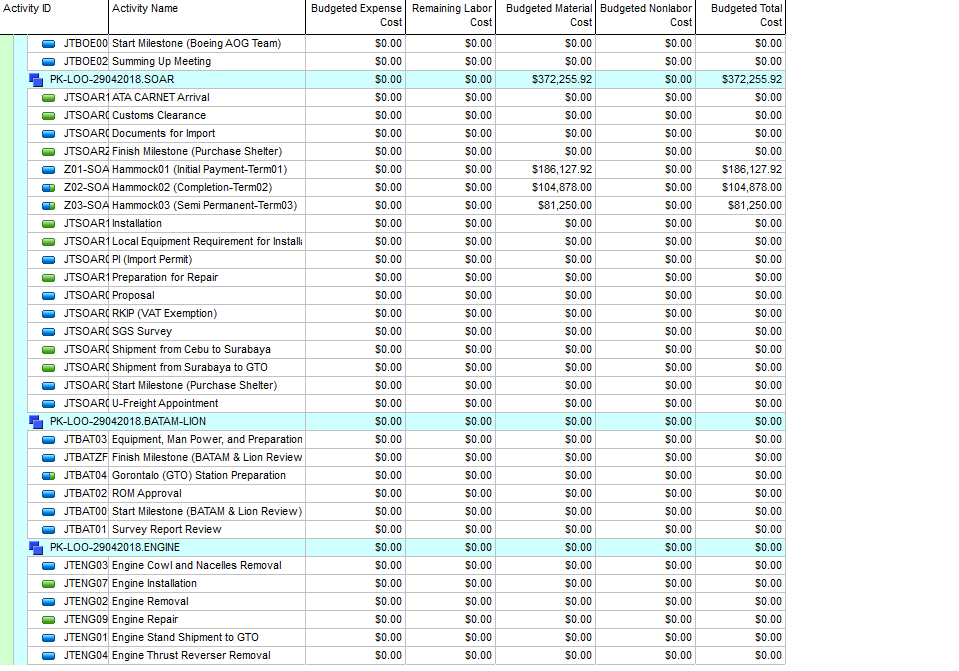 Activity ID Activity Name Budgeted Expense Cost Remaining Labor Cost Budgeted Material Cost Budgeted Nonlabor Cost Budgeted Total Cost
JTBOE00 Start Milestone (Boeing AOG Team) $0.00 $0.00 $0.00 $0.00 $0.00
JTBOE02 Summing Up Meeting $0.00 $0.00 $0.00 $0.00 $0.00
PK-LOO-29042018.SOAR $0.00 $0.00 $372,255.92 $0.00 $372,255.92
JTSOAR1 ATA CARNET Arrival $0.00 $0.00 $0.00 $0.00 $0.00
JTSOAR0 Customs Clearance $0.00 $0.00 $0.00 $0.00 $0.00
JTSOAR0 Documents for Import $0.00 $0.00 $0.00 $0.00 $0.00
JTSOARZ Finish Milestone (Purchase Shelter) $0.00 $0.00 $0.00 $0.00 $0.00
Z01-SOA Hammock01 (Initial Payment-Term01) $0.00 $0.00 $186,127.92 $0.00 $186,127.92
Z02-SOA Hammock02 (Completion-Term02) $0.00 $0.00 $104,878.00 $0.00 $104,878.00
Z03-SOA Hammock03 (Semi Permanent-Term03) $0.00 $0.00 $81,250.00 $0.00 $81,250.00
JTSOAR1 Installation $0.00 $0.00 $0.00 $0.00 $0.00
JTSOAR1 Local Equipment Requirement for Install $0.00 $0.00 $0.00 $0.00 $0.00
JTSOAR0 PI (Import Permit) $0.00 $0.00 $0.00 $0.00 $0.00
JTSOAR1 Preparation for Repair $0.00 $0.00 $0.00 $0.00 $0.00
JTSOAR0 Proposal $0.00 $0.00 $0.00 $0.00 $0.00
JTSOAR0 RKIP (VAT Exemption) $0.00 $0.00 $0.00 $0.00 $0.00
JTSOAR0 SGS Survey $0.00 $0.00 $0.00 $0.00 $0.00
JTSOAR0 Shipment from Cebu to Surabaya $0.00 $0.00 $0.00 $0.00 $0.00
JTSOAR0 Shipment from Surabaya to GTO $0.00 $0.00 $0.00 $0.00 $0.00
JTSOAR0 Start Milestone (Purchase Shelter) $0.00 $0.00 $0.00 $0.00 $0.00
JTSOAR0 U-Freight Appointment $0.00 $0.00 $0.00 $0.00 $0.00
PK-LOO-29042018.BATAM-LION $0.00 $0.00 $0.00 $0.00 $0.00
JTBAT03 Equipment, Man Power, and Preparation $0.00 $0.00 $0.00 $0.00 $0.00
JTBATZF Finish Milestone (BATAM & Lion Review $0.00 $0.00 $0.00 $0.00 $0.00
JTBAT04 Gorontalo (GTO) Station Preparation $0.00 $0.00 $0.00 $0.00 $0.00
JTBAT02 ROM Approval $0.00 $0.00 $0.00 $0.00 $0.00
JTBAT00 Start Milestone (BATAM & Lion Review) $0.00 $0.00 $0.00 $0.00 $0.00
JTBAT01 Survey Report Review $0.00 $0.00 $0.00 $0.00 $0.00
PK-LOO-29042018.ENGINE $0.00 $0.00 $0.00 $0.00 $0.00
JTENG03 Engine Cowl and Nacelles Removal $0.00 $0.00 $0.00 $0.00 $0.00
JTENG07 Engine Installation $0.00 $0.00 $0.00 $0.00 $0.00
JTENG02 Engine Removal $0.00 $0.00 $0.00 $0.00 $0.00
JTENG09 Engine Repair $0.00 $0.00 $0.00 $0.00 $0.00
JTENG01 Engine Stand Shipment to GTO $0.00 $0.00 $0.00 $0.00 $0.00
JTENG04 Engine Thrust Reverser Removal $0.00 $0.00 $0.00 $0.00 $0.00